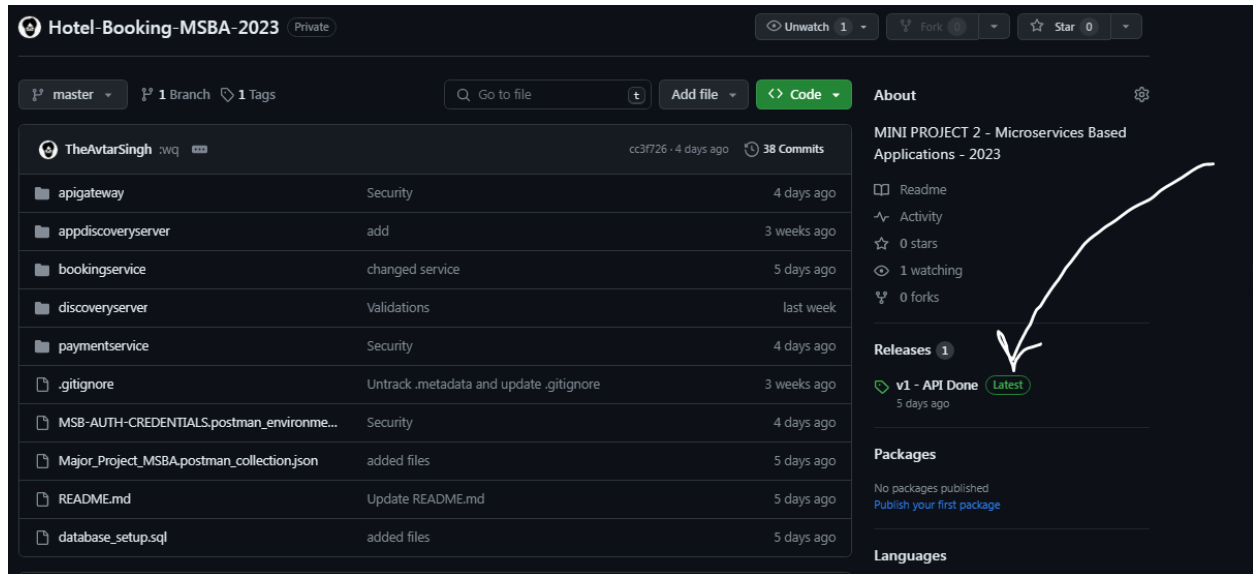 Hotel-Booking-MSBA-2023 Private
Unwatch 1
Fork 0
Star 0
master
1 Branch
1 Tags
Go to file
t
Add file
<> Code
TheAvtarSingh :wq
cc3f726 · 4 days ago
38 Commits
apigateway Security 4 days ago
appdiscoveryserver add 3 weeks ago
bookingservice changed service 5 days ago
discoveryserver Validations last week
paymentservice Security 4 days ago
.gitignore Untrack .metadata and update .gitignore 3 weeks ago
MSB-AUTH-CREDENTIALS.postman_environme... Security 4 days ago
Major_Project_MSBA.postman_collection.json added files 5 days ago
README.md Update README.md 5 days ago
database_setup.sql added files 5 days ago
About
MINI PROJECT 2 - Microservices Based
Applications - 2023
Readme
Activity
0 stars
1 watching
0 forks
Releases 1
v1 - API Done Latest
5 days ago
Packages
No packages published
Publish your first package
Languages